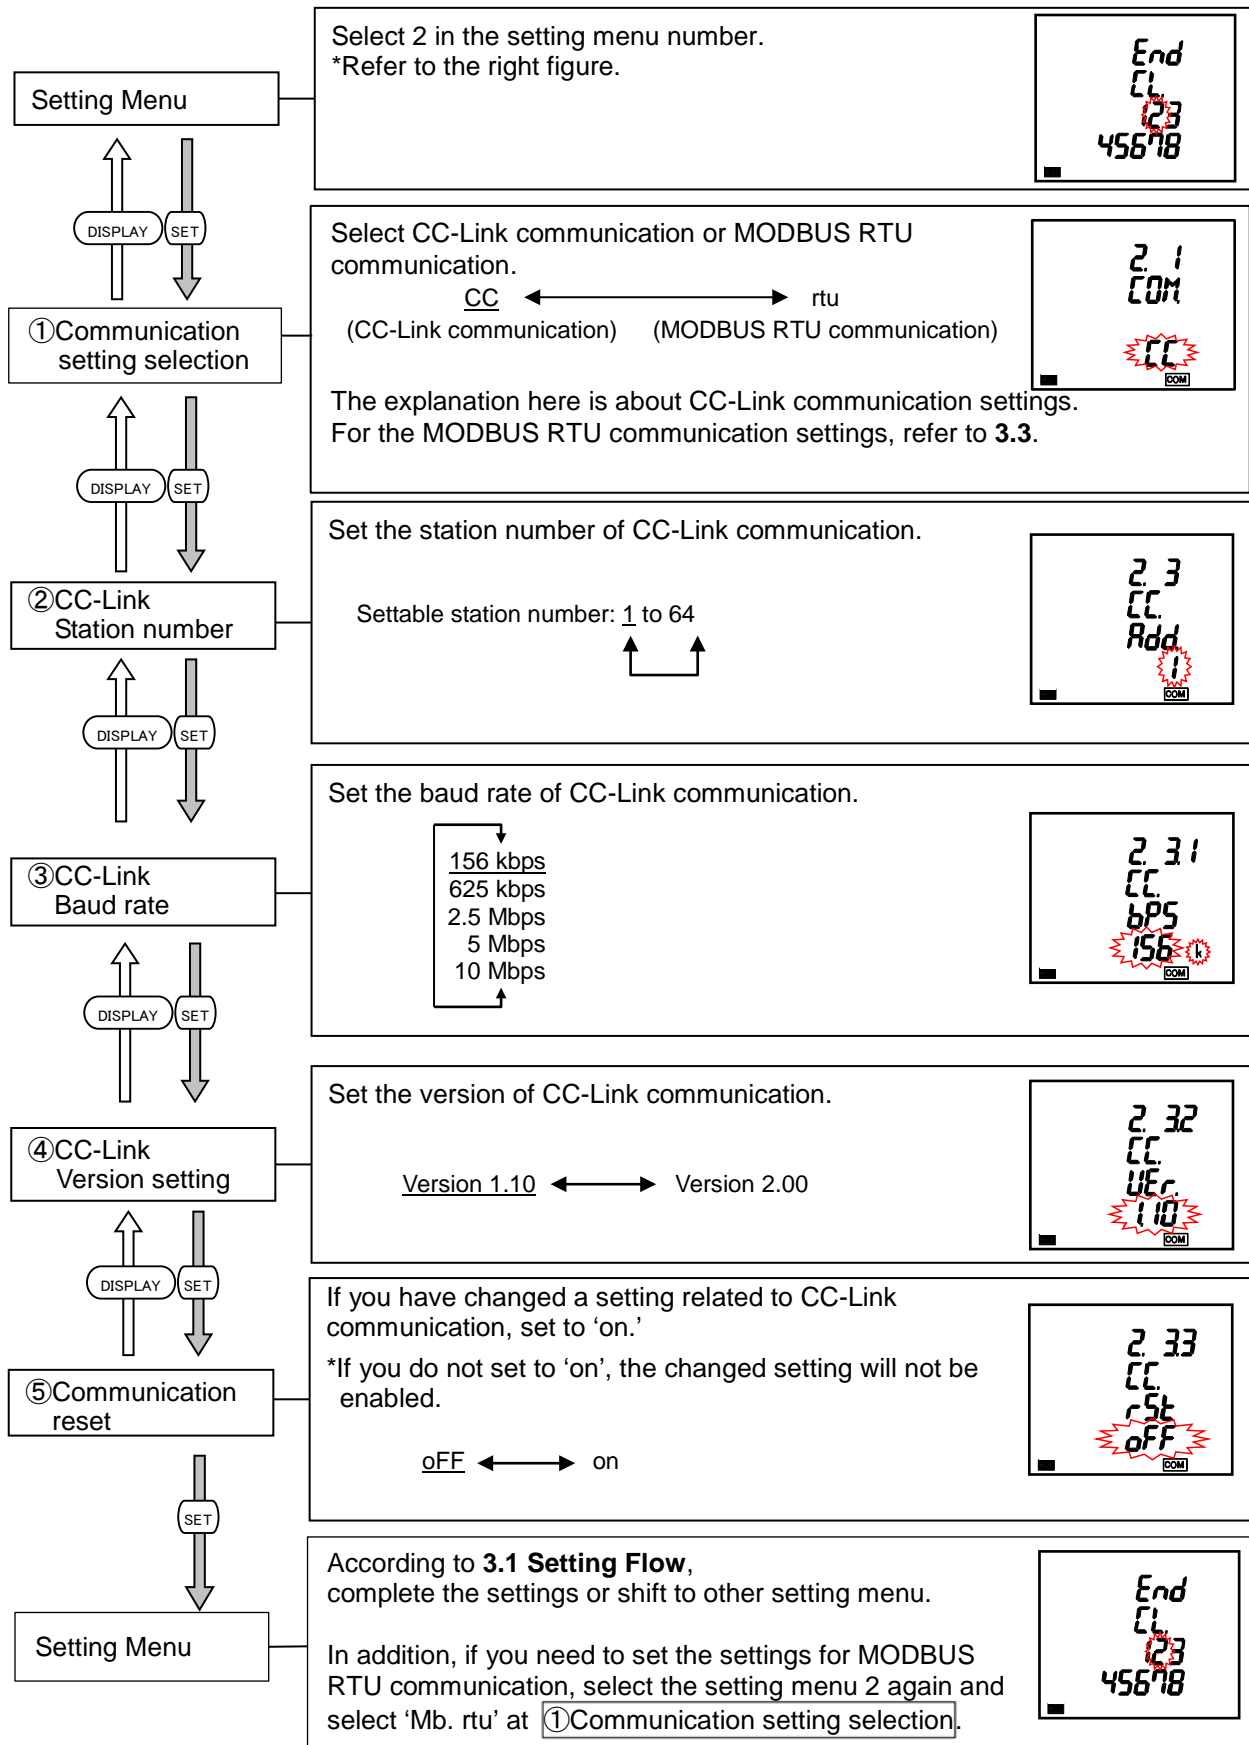 Setting Menu
Select 2 in the setting menu number.
*Refer to the right figure.
End
CL.
123
45678
DISPLAY
SET
①Communication
setting selection
Select CC-Link communication or MODBUS RTU
communication.
CC
rtu
(CC-Link communication)
(MODBUS RTU communication)
The explanation here is about CC-Link communication settings.
For the MODBUS RTU communication settings, refer to 3.3.
2. 1
COM.
CC
COM
DISPLAY
SET
②CC-Link
Station number
Set the station number of CC-Link communication.
Settable station number: 1 to 64
2. 3
CC.
Add
1
COM
DISPLAY
SET
③CC-Link
Baud rate
Set the baud rate of CC-Link communication.
156 kbps
625 kbps
2.5 Mbps
5 Mbps
10 Mbps
2. 3.1
CC.
bPS
156 k
COM
DISPLAY
SET
④CC-Link
Version setting
Set the version of CC-Link communication.
Version 1.10
Version 2.00
2. 3.2
CC.
VEr.
1.10
COM
DISPLAY
SET
⑤Communication
reset
If you have changed a setting related to CC-Link
communication, set to ‘on.’
*If you do not set to ‘on’, the changed setting will not be
enabled.
oFF
on
2. 3.3
CC.
rSt
oFF
COM
SET
Setting Menu
According to 3.1 Setting Flow,
complete the settings or shift to other setting menu.
In addition, if you need to set the settings for MODBUS
RTU communication, select the setting menu 2 again and
select ‘Mb. rtu’ at ①Communication setting selection.
End
CL.
123
45678